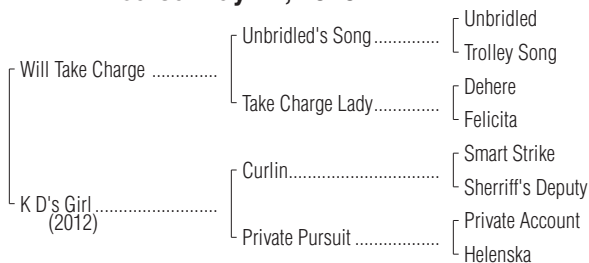 Unbridled
Unbridled's Song..............
Trolley Song
Will Take Charge .............
Dehere
Take Charge Lady..............
Felicita
Smart Strike
Curlin................................
Sherriff's Deputy
K D's Girl .........................
(2012)
Private Account
Private Pursuit ..................
Helenska